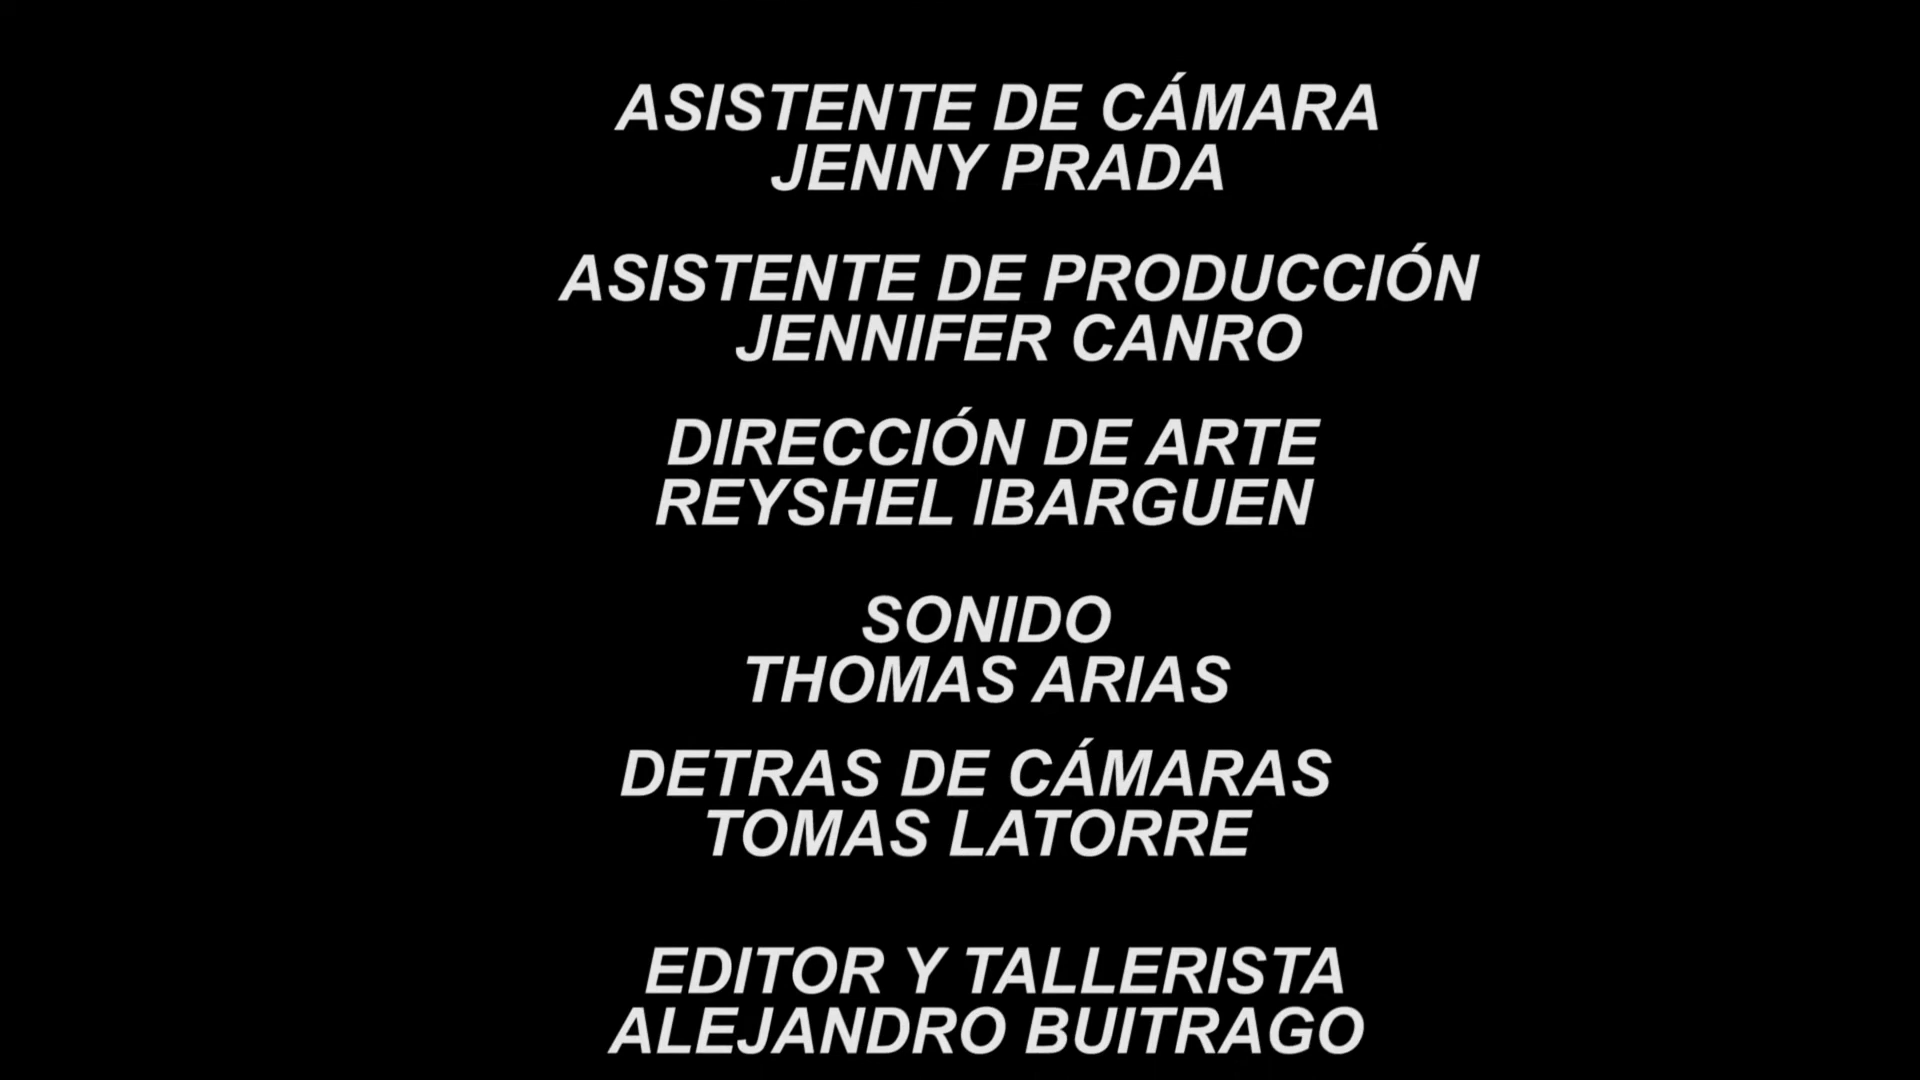 ASISTENTE DE CÁMARA
JENNY PRADA
ASISTENTE DE PRODUCCIÓN
JENNIFER CANRO
DIRECCIÓN DE ARTE
REYSHEL IBARGUEN
SONIDO
THOMAS ARIAS
DETRAS DE CÁMARAS
TOMAS LATORRE
EDITOR Y TALLERISTA
ALEJANDRO BUITRAGO